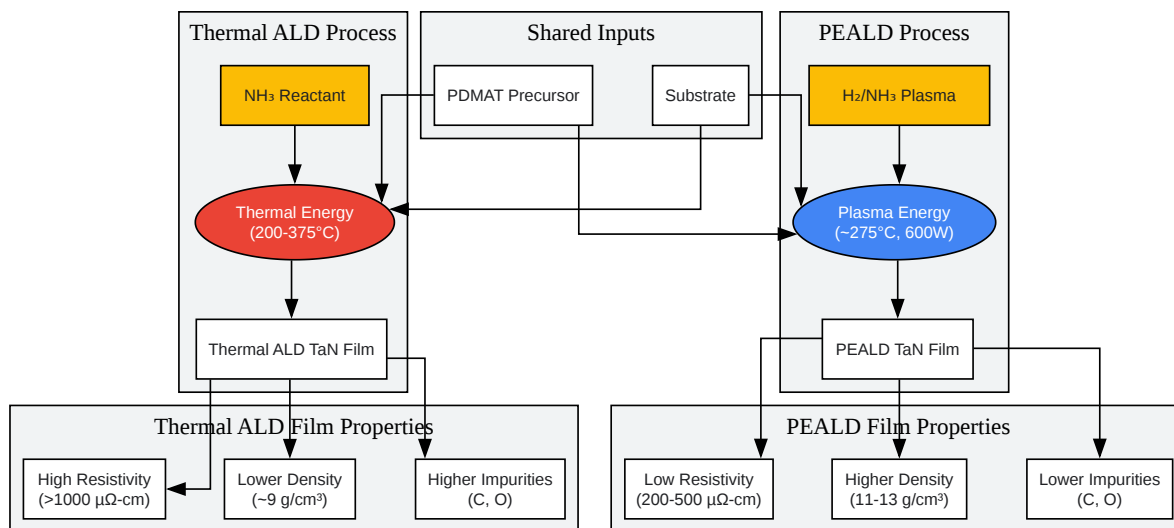 Thermal ALD Process
Shared Inputs
PEALD Process
NH₃ Reactant
PDMAT Precursor
Substrate
H₂/NH₃ Plasma
Thermal Energy
(200-375°C)
Plasma Energy
(~275°C, 600W)
Thermal ALD TaN Film
PEALD TaN Film
Thermal ALD Film Properties
PEALD Film Properties
High Resistivity
(>1000 µΩ-cm)
Lower Density
(~9 g/cm³)
Higher Impurities
(C, O)
Low Resistivity
(200-500 µΩ-cm)
Higher Density
(11-13 g/cm³)
Lower Impurities
(C, O)